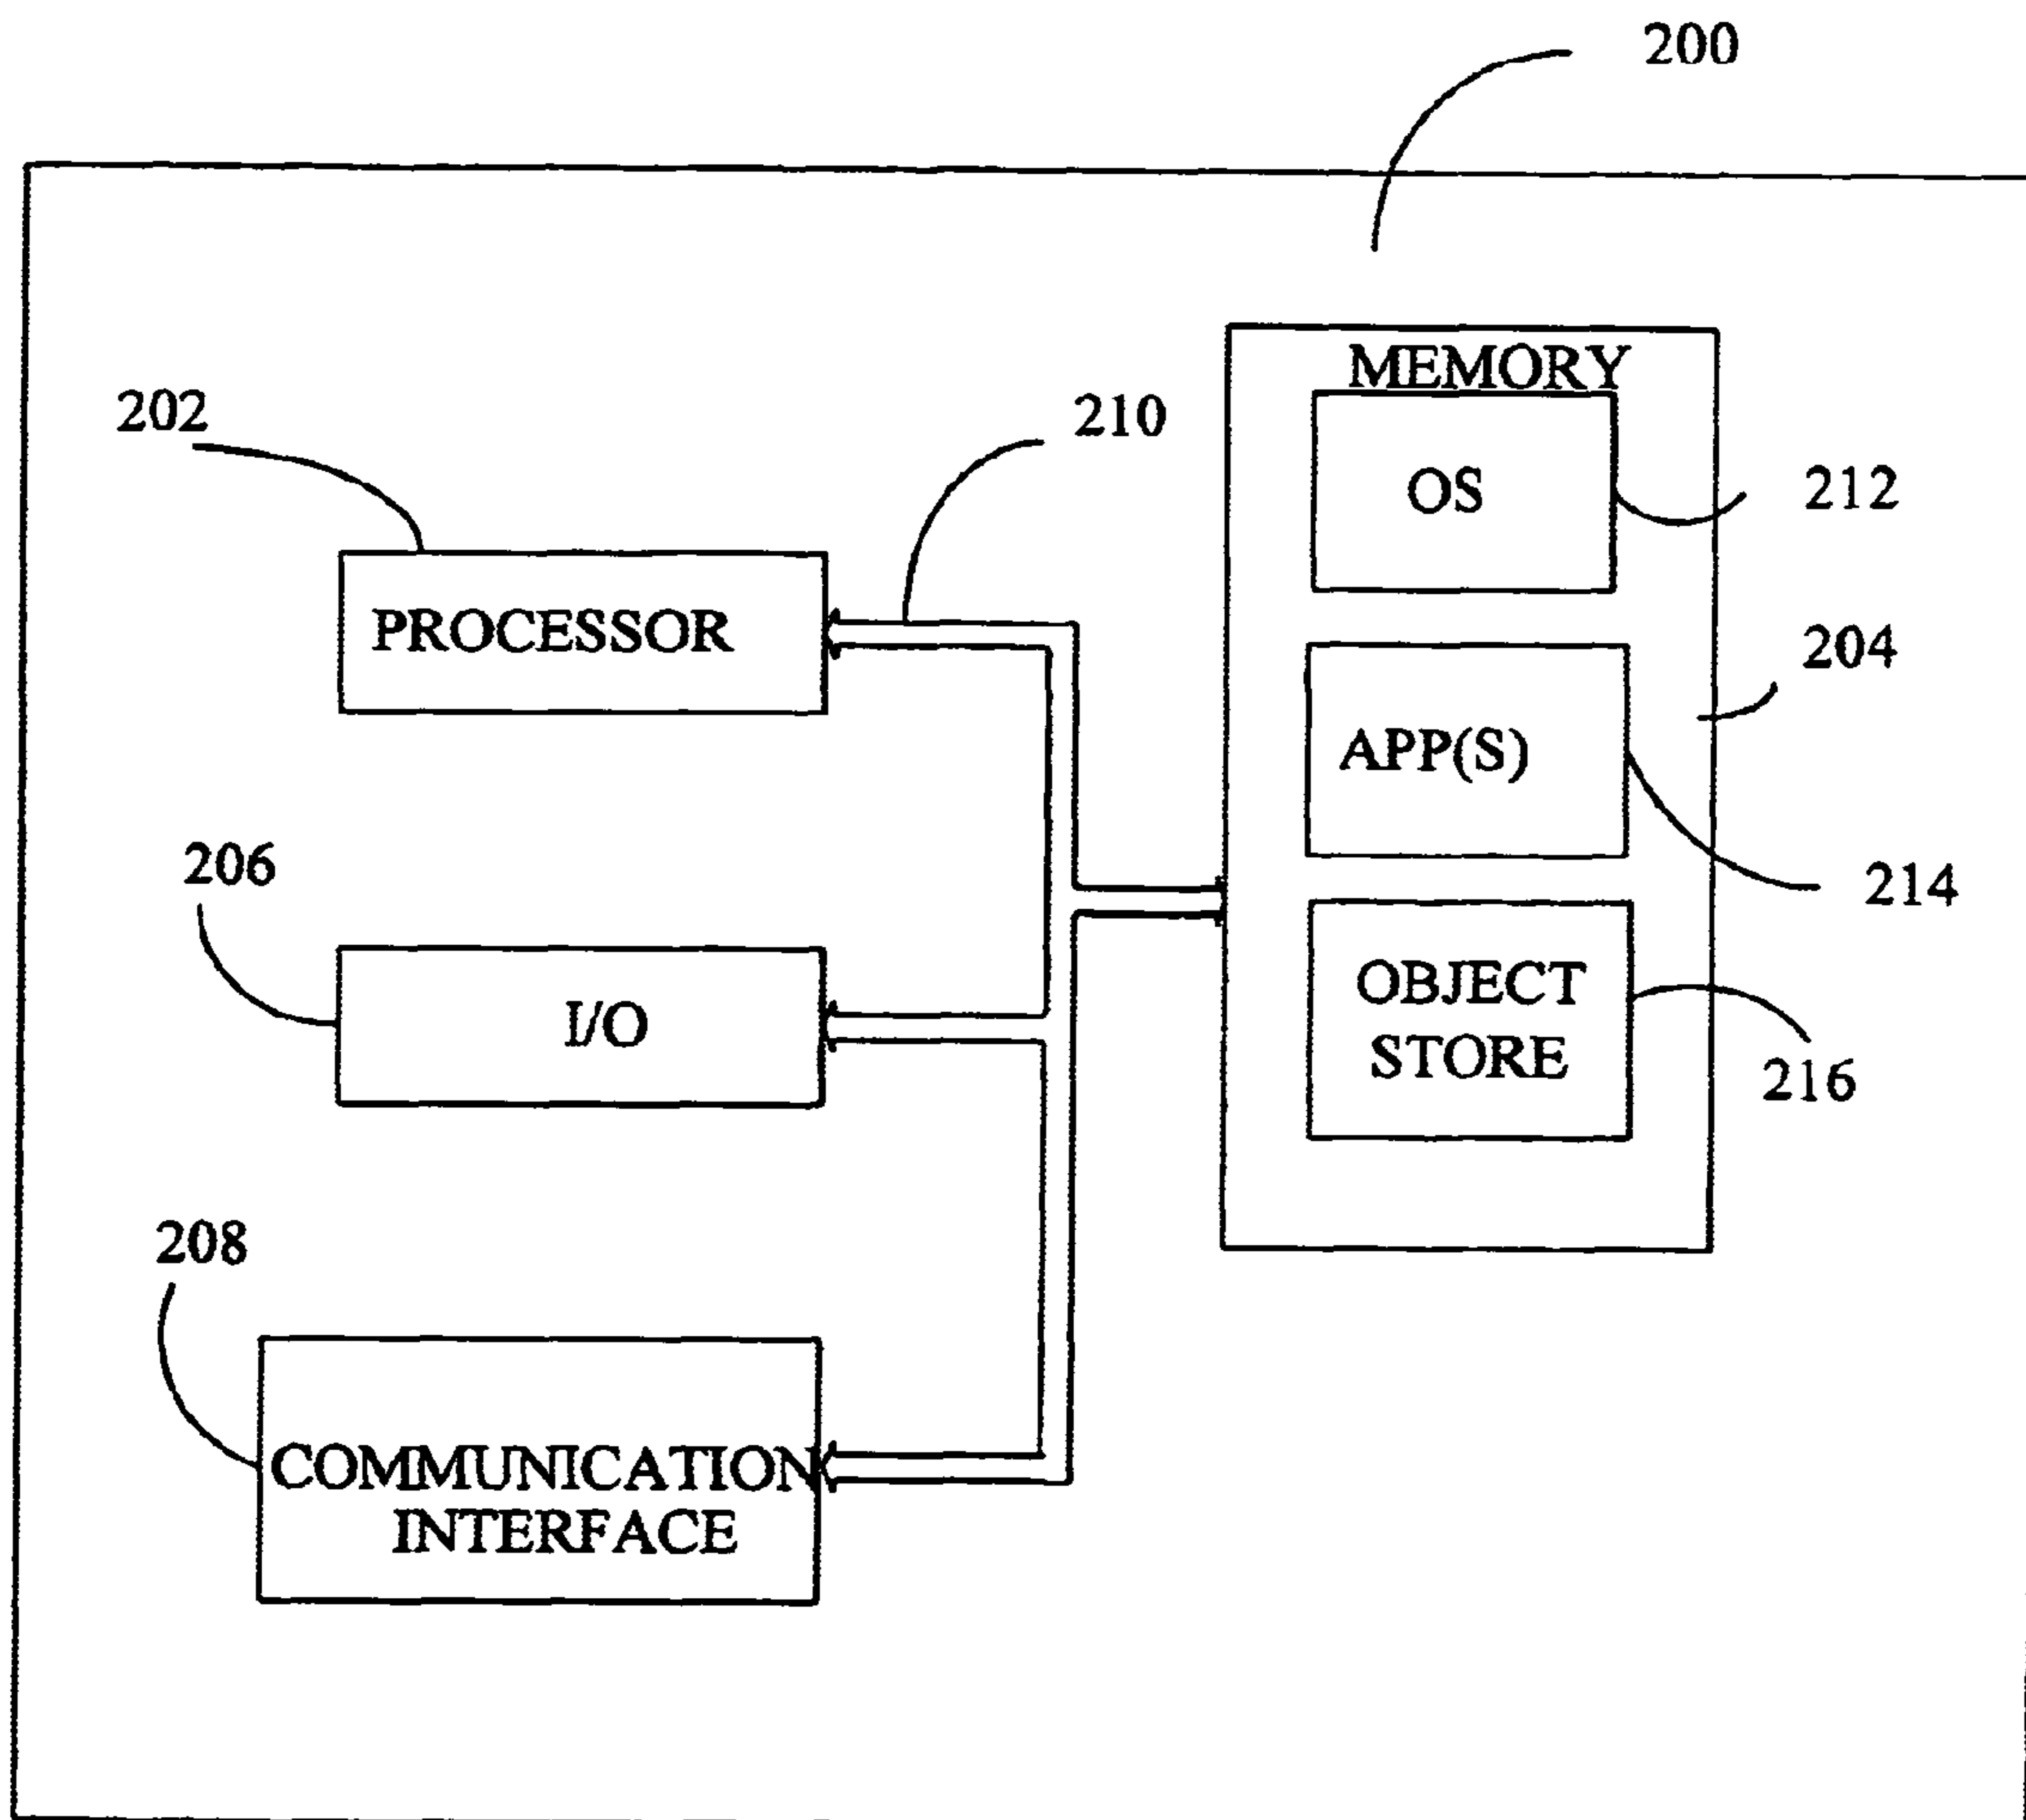 200
MEMORY
202
210
OS
212
PROCESSOR
204
APP(S)
206
214
I/O
OBJECT
STORE
216
208
COMMUNICATION
INTERFACE